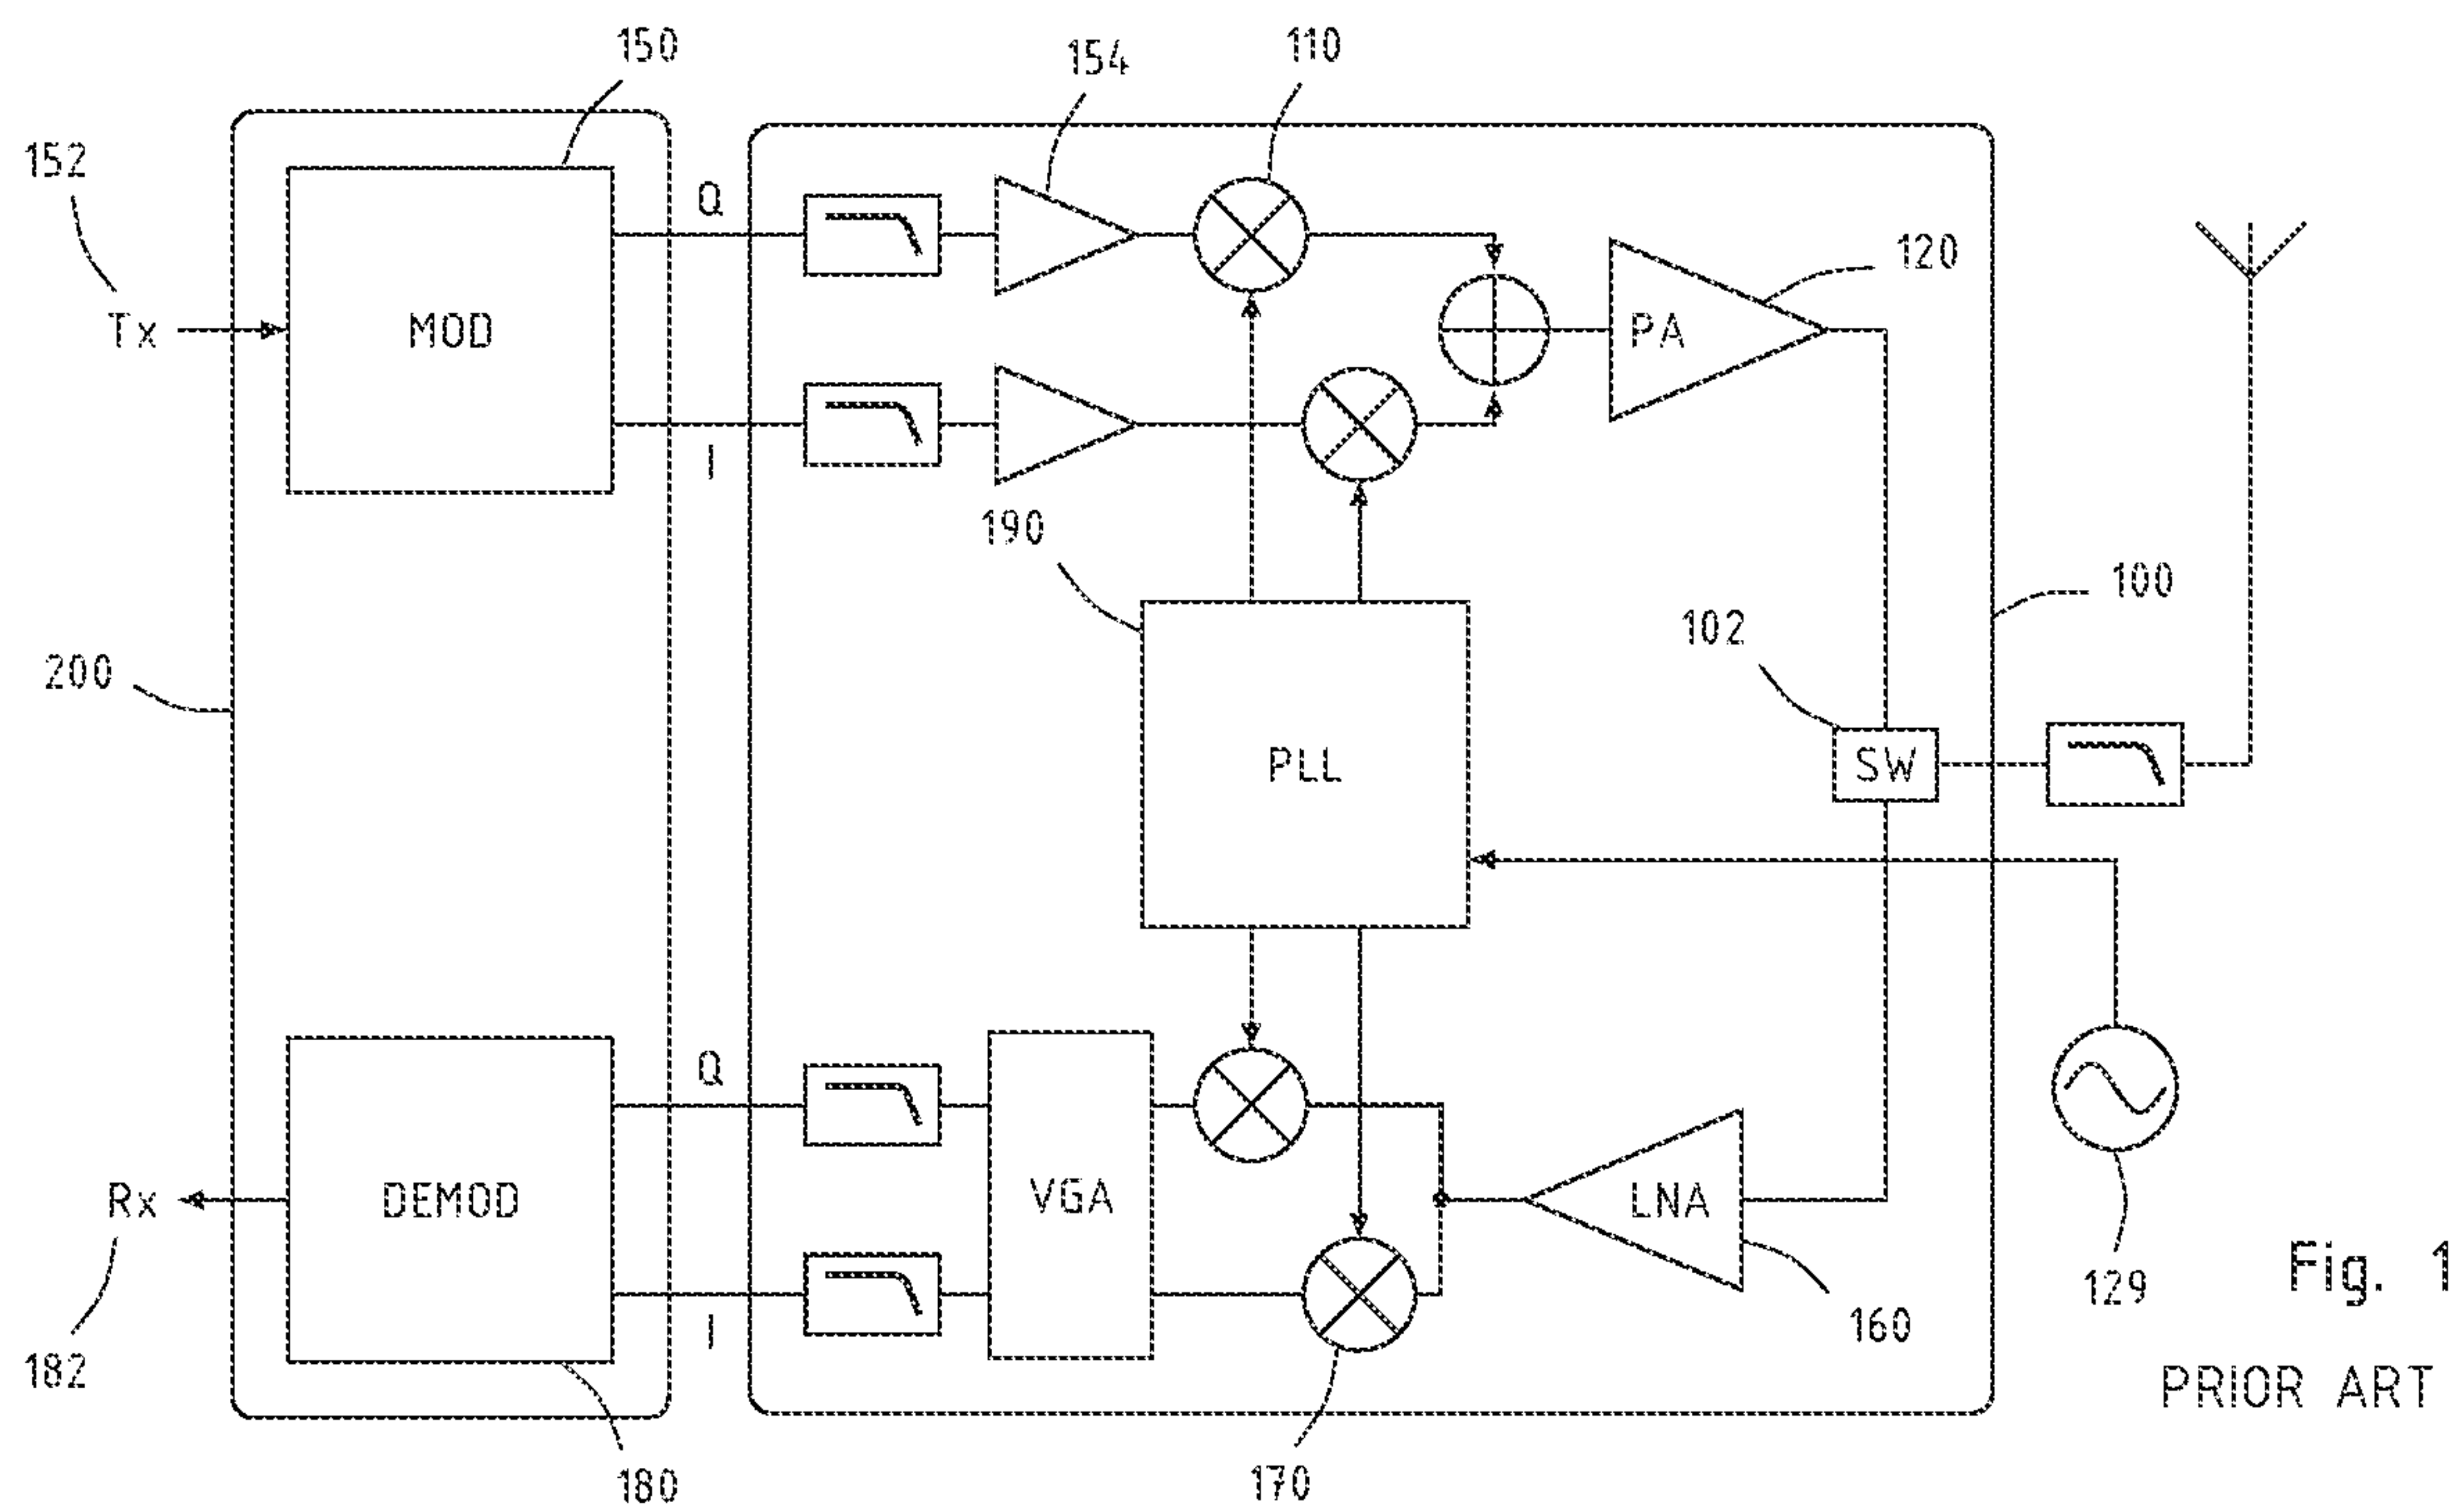 150
154
110
152
Q
120
Tx
MOD
PA
I
190
100
102
200
PLL
SW
Q
Rx
DEMOD
VGA
LNA
129
Fig. 1
160
I
182
PRIOR ART
180
170